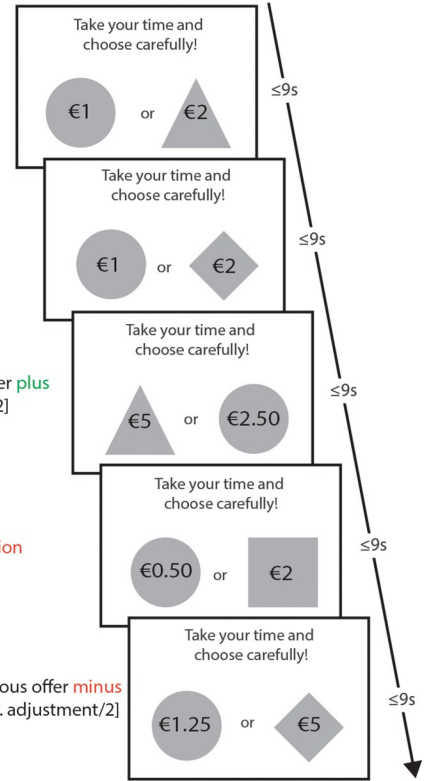 Take your time and
choose carefully!
€1 or €2
≤9s
Take your time and
choose carefully!
€1 or €2
≤9s
Take your time and
choose carefully!
er plus
2]
€5 or €2.50
≤9s
Take your time and
choose carefully!
ion
€0.50 or €2
≤9s
Take your time and
choose carefully!
ous offer minus
. adjustment/2]
€1.25 or €5
≤9s